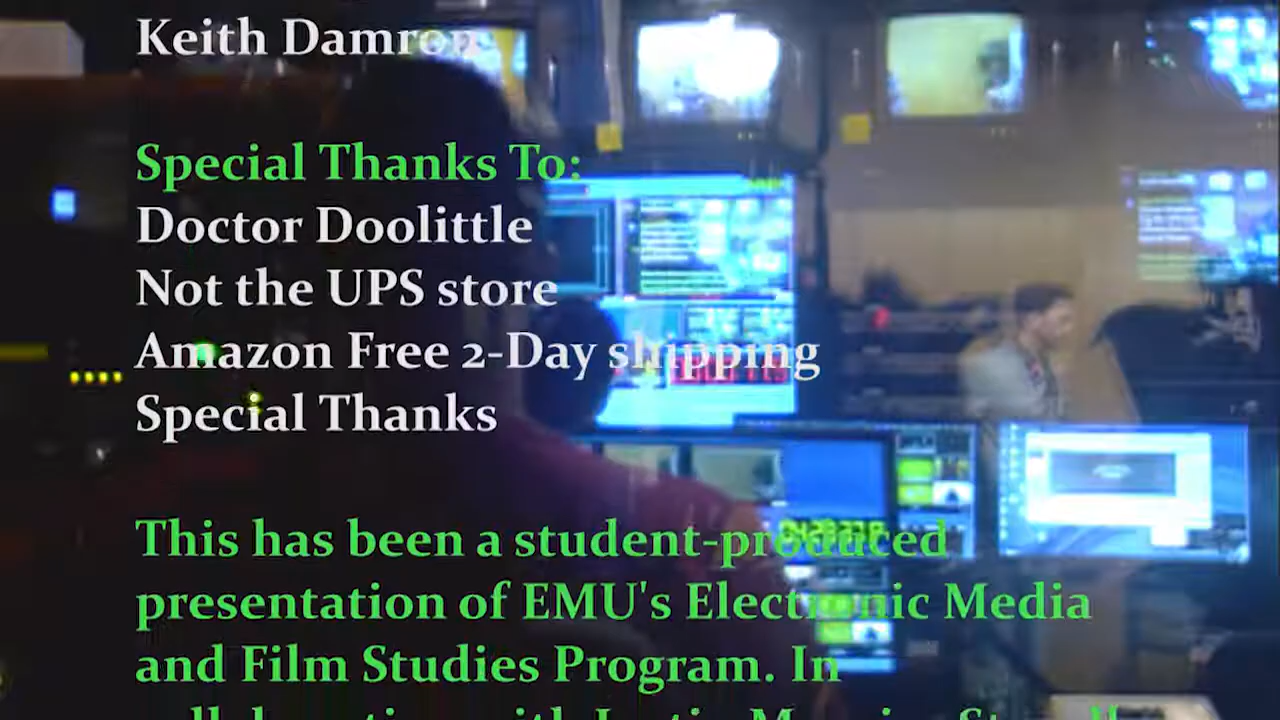 Keith Damron
Special Thanks To:
Doctor Doolittle
Not the UPS store
Amazon Free 2-Day shipping
Special Thanks
This has been a student-produced
presentation of EMU's Electronic Media
and Film Studies Program. In